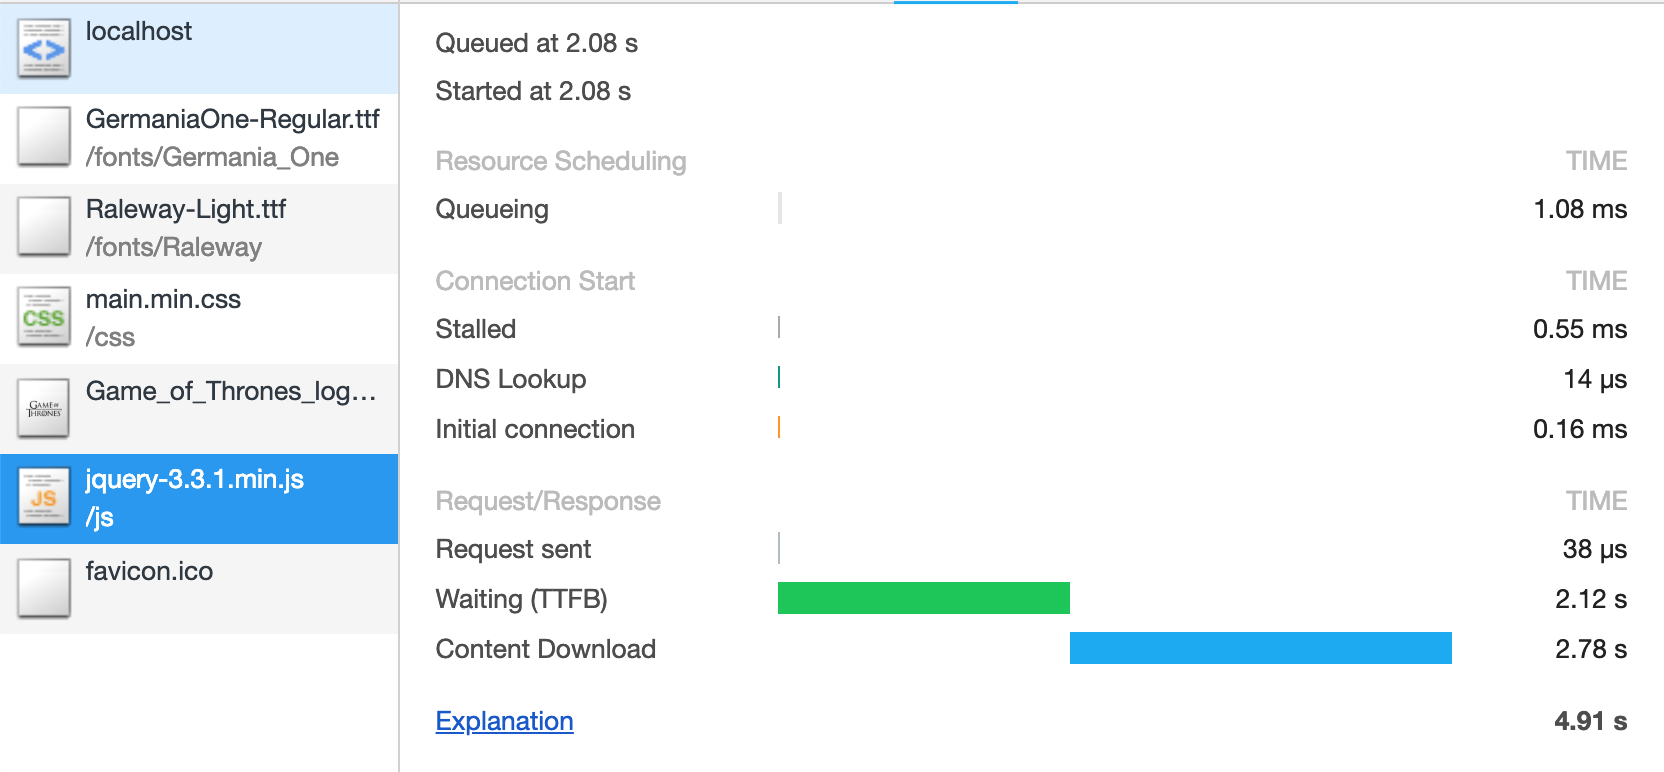 localhost
GermaniaOne-Regular.ttf
/fonts/Germania_One
Raleway-Light.ttf
/fonts/Raleway
CSS
main.min.css
/css
GAME OF
THRONES
Game_of_Thrones_log...
JS
jquery-3.3.1.min.js
/js
favicon.ico
Queued at 2.08 s
Started at 2.08 s
Resource Scheduling TIME
Queueing 1.08 ms
Connection Start TIME
Stalled 0.55 ms
DNS Lookup 14 μs
Initial connection 0.16 ms
Request/Response TIME
Request sent 38 μs
Waiting (TTFB) 2.12 s
Content Download 2.78 s
Explanation 4.91 s